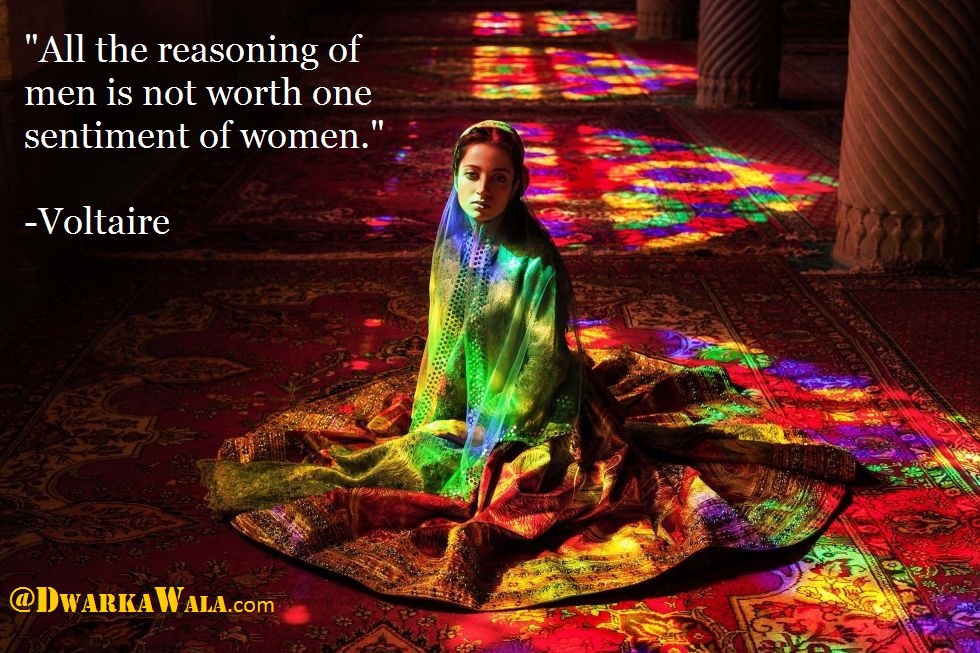 "All the reasoning of
men is not worth one
sentiment of women."
-Voltaire
@DwarkaWala.com